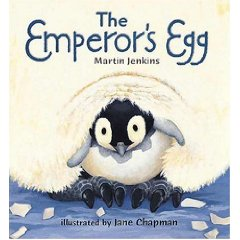 The
Emperor's Egg
Martin Jenkins
illustrated by Jane Chapman